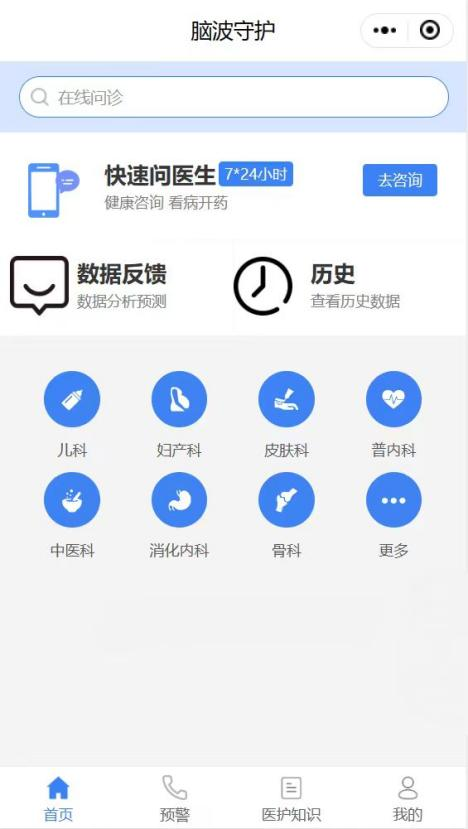 脑波守护
在线问诊
快速问医生 7*24小时
健康咨询 看病开药
去咨询
数据反馈
数据分析预测
历史
查看历史数据
儿科
妇产科
皮肤科
普内科
中医科
消化内科
骨科
更多
首页
预警
医护知识
我的